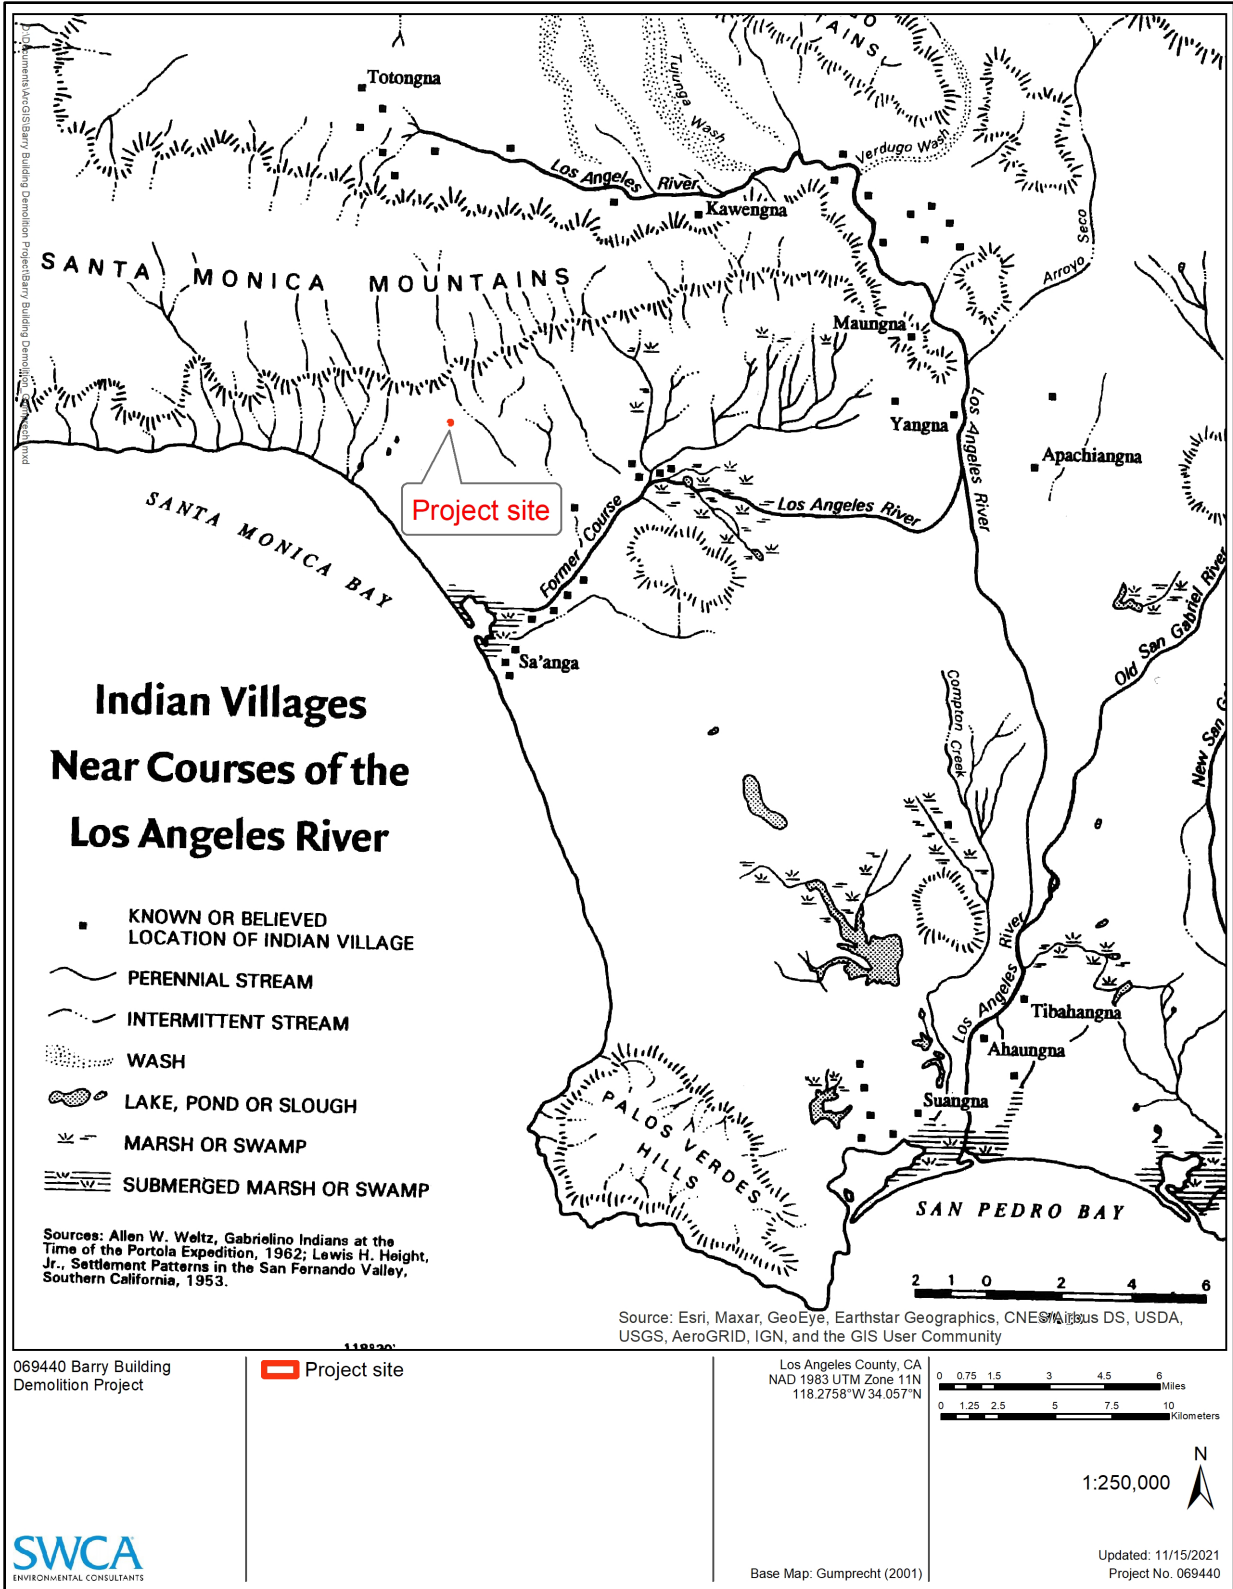 D:\Documents\ArcGIS\Barry Building Demolition Project\Barry Building Demolition
AINS
Totongna
Tujunga
Wash
Verdugo Wash
Los Angeles River
Kawengna
Arroyo Seco
SANTA MONICA MOUNTAINS
Maungna
Yangna
Los Angeles River
Apachiangna
Project site
Los Angeles River
Former Course
SANTA MONICA BAY
Old San Gabriel River
Sa'anga
Compton Creek
New San G
Indian Villages
Near Courses of the
Los Angeles River
KNOWN OR BELIEVED
LOCATION OF INDIAN VILLAGE
PERENNIAL STREAM
INTERMITTENT STREAM
WASH
LAKE, POND OR SLOUGH
MARSH OR SWAMP
SUBMERGED MARSH OR SWAMP
Los Angeles River
Tibahangna
Ahaungna
Suangna
PALOS VERDES
HILLS
SAN PEDRO BAY
Sources: Allen W. Weltz, Gabrielino Indians at the
Time of the Portola Expedition, 1962; Lewis H. Height,
Jr., Settlement Patterns in the San Fernando Valley,
Southern California, 1953.
2 1 0 2 4 6
Source: Esri, Maxar, GeoEye, Earthstar Geographics, CNES/Airbus DS, USDA,
USGS, AeroGRID, IGN, and the GIS User Community
069440 Barry Building
Demolition Project
Project site
Los Angeles County, CA
NAD 1983 UTM Zone 11N
118.2758°W 34.057°N
0 0.75 1.5 3 4.5 6
Miles
0 1.25 2.5 5 7.5 10
Kilometers
N
1:250,000
SWCA
ENVIRONMENTAL CONSULTANTS
Base Map: Gumprecht (2001)
Updated: 11/15/2021
Project No. 069440